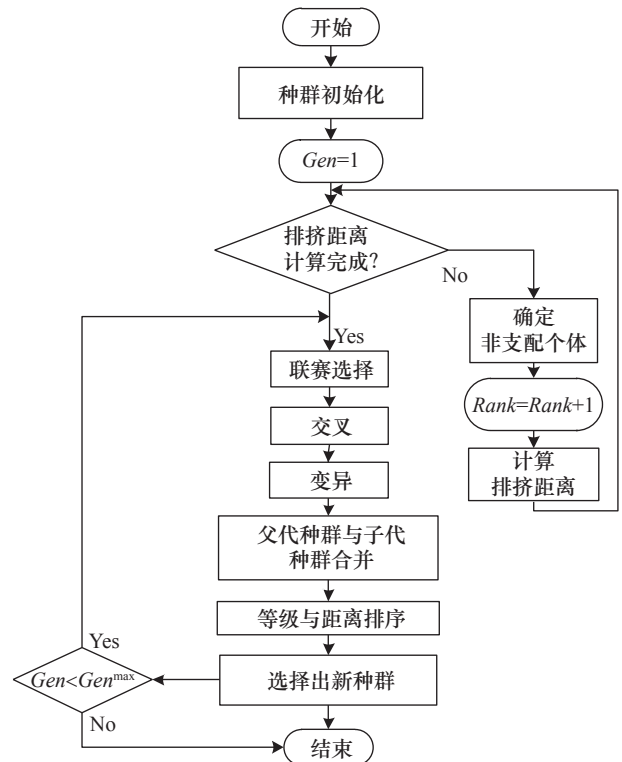 开始
种群初始化
Gen=1
排挤距离
计算完成?
No
确定
非支配个体
Rank=Rank+1
计算
排挤距离
Yes
联赛选择
交叉
变异
父代种群与子代
种群合并
等级与距离排序
选择出新种群
Yes
Gen<Gen^max
No
结束